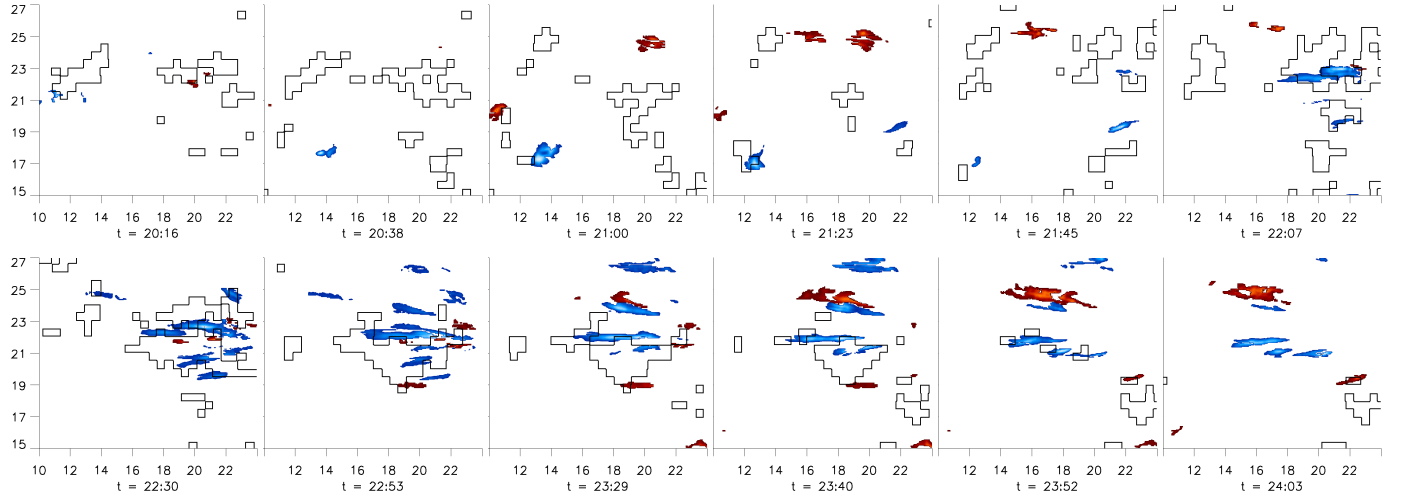 27
25
23
21
19
17
15
10 12 14 16 18 20 22
12 14 16 18 20 22
12 14 16 18 20 22
12 14 16 18 20 22
12 14 16 18 20 22
12 14 16 18 20 22
t = 20:16
t = 20:38
t = 21:00
t = 21:23
t = 21:45
t = 22:07
27
25
23
21
19
17
15
10 12 14 16 18 20 22
12 14 16 18 20 22
12 14 16 18 20 22
12 14 16 18 20 22
12 14 16 18 20 22
12 14 16 18 20 22
t = 22:30
t = 22:53
t = 23:29
t = 23:40
t = 23:52
t = 24:03